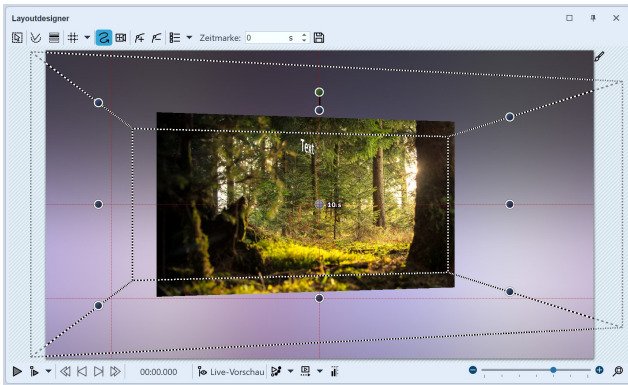 Layoutdesigner
Zeitmarke: 0 s
Text
10 s
00:00.000 Live-Vorschau